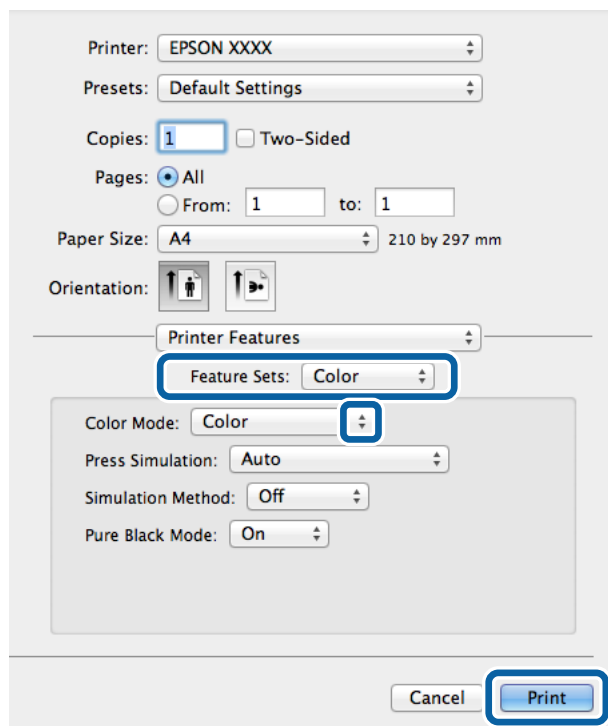 Printer: EPSON XXXX
Presets: Default Settings
Copies: 1 Two-Sided
Pages: All
From: 1 to: 1
Paper Size: A4 210 by 297 mm
Orientation:
Printer Features
Feature Sets: Color
Color Mode: Color
Press Simulation: Auto
Simulation Method: Off
Pure Black Mode: On
Cancel Print